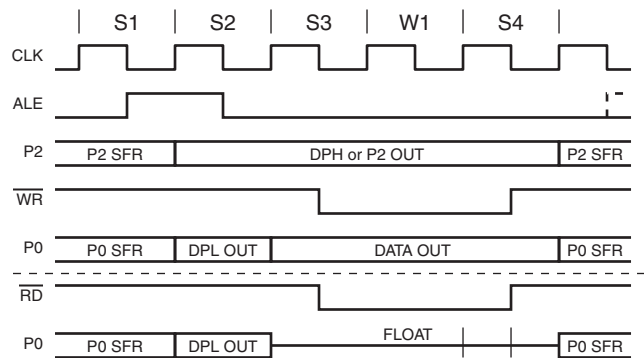 S1 S2 S3 W1 S4
CLK
ALE
P2 P2 SFR DPH or P2 OUT P2 SFR
WR
P0 P0 SFR DPL OUT DATA OUT P0 SFR
RD
P0 P0 SFR DPL OUT FLOAT P0 SFR